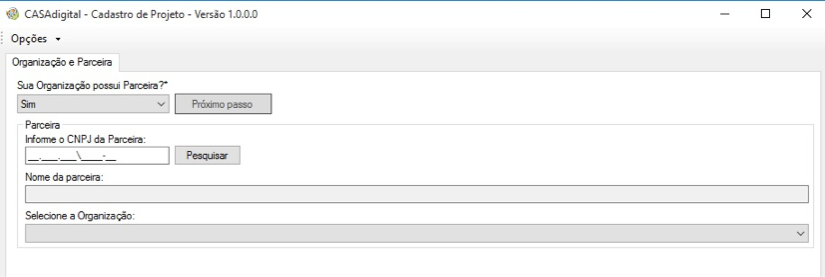 CASAdigital - Cadastro de Projeto - Versão 1.0.0.0
Opções
Organização e Parceira
Sua Organização possui Parceira?*
Sim
Próximo passo
Parceira
Informe o CNPJ da Parceira:
__.___.___\____-__
Pesquisar
Nome da parceira:
Selecione a Organização: